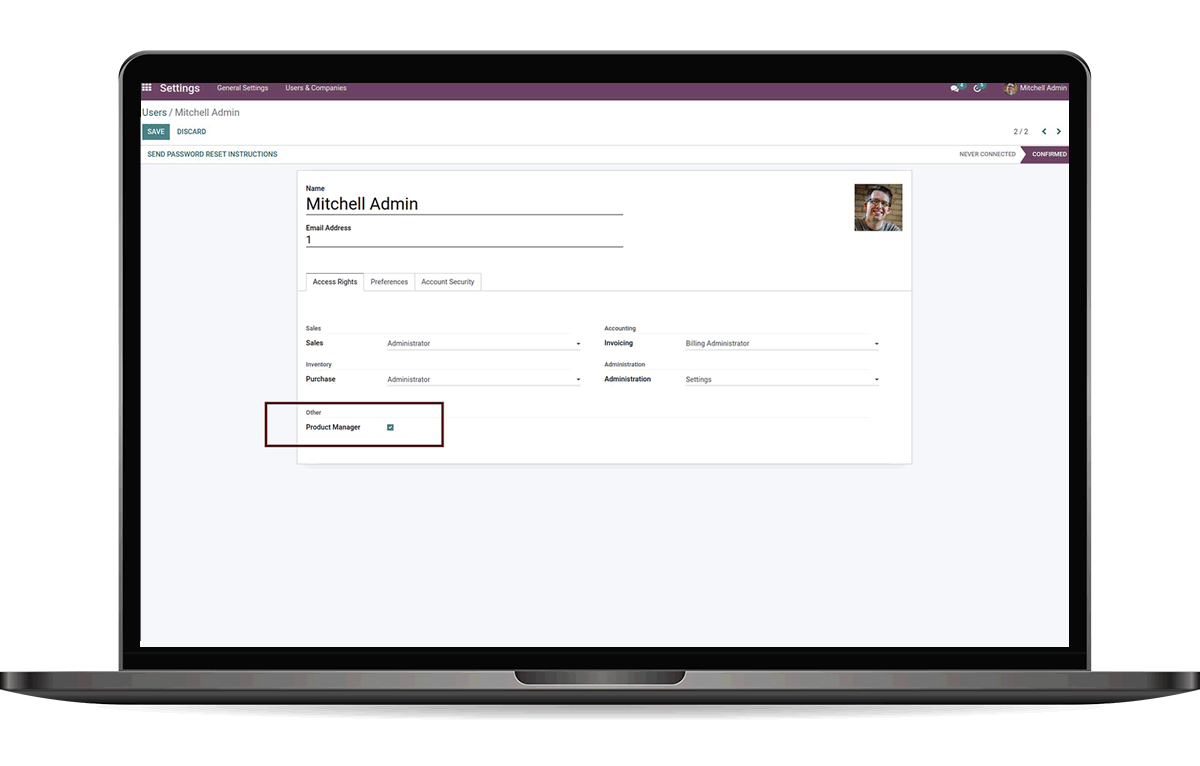 Settings General Settings Users & Companies Mitchell Admin
Users / Mitchell Admin
SAVE DISCARD 2 / 2
SEND PASSWORD RESET INSTRUCTIONS NEVER CONNECTED CONFIRMED
Name
Mitchell Admin
Email Address
1
Access Rights Preferences Account Security
Sales Accounting
Sales Administrator Invoicing Billing Administrator
Inventory Administration
Purchase Administrator Administration Settings
Other
Product Manager